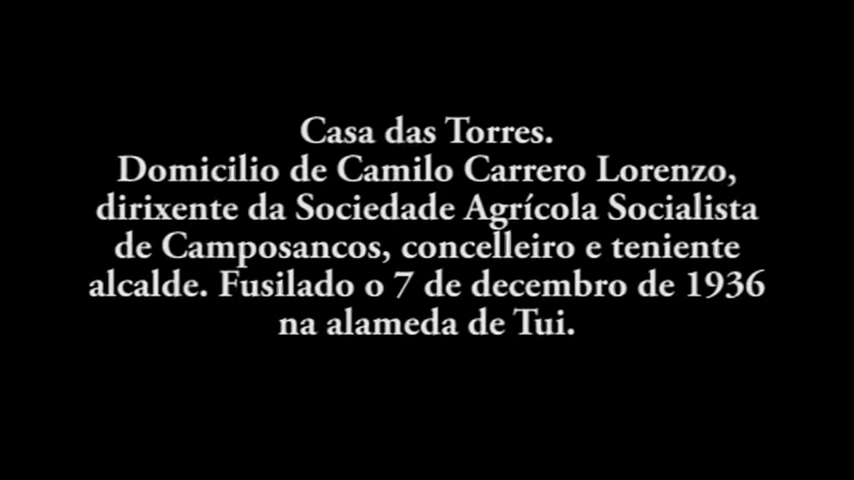 Casa das Torres.
Domicilio de Camilo Carrero Lorenzo,
dirixente da Sociedade Agrícola Socialista
de Camposancos, concelleiro e teniente
alcalde. Fusilado o 7 de decembro de 1936
na alameda de Tui.